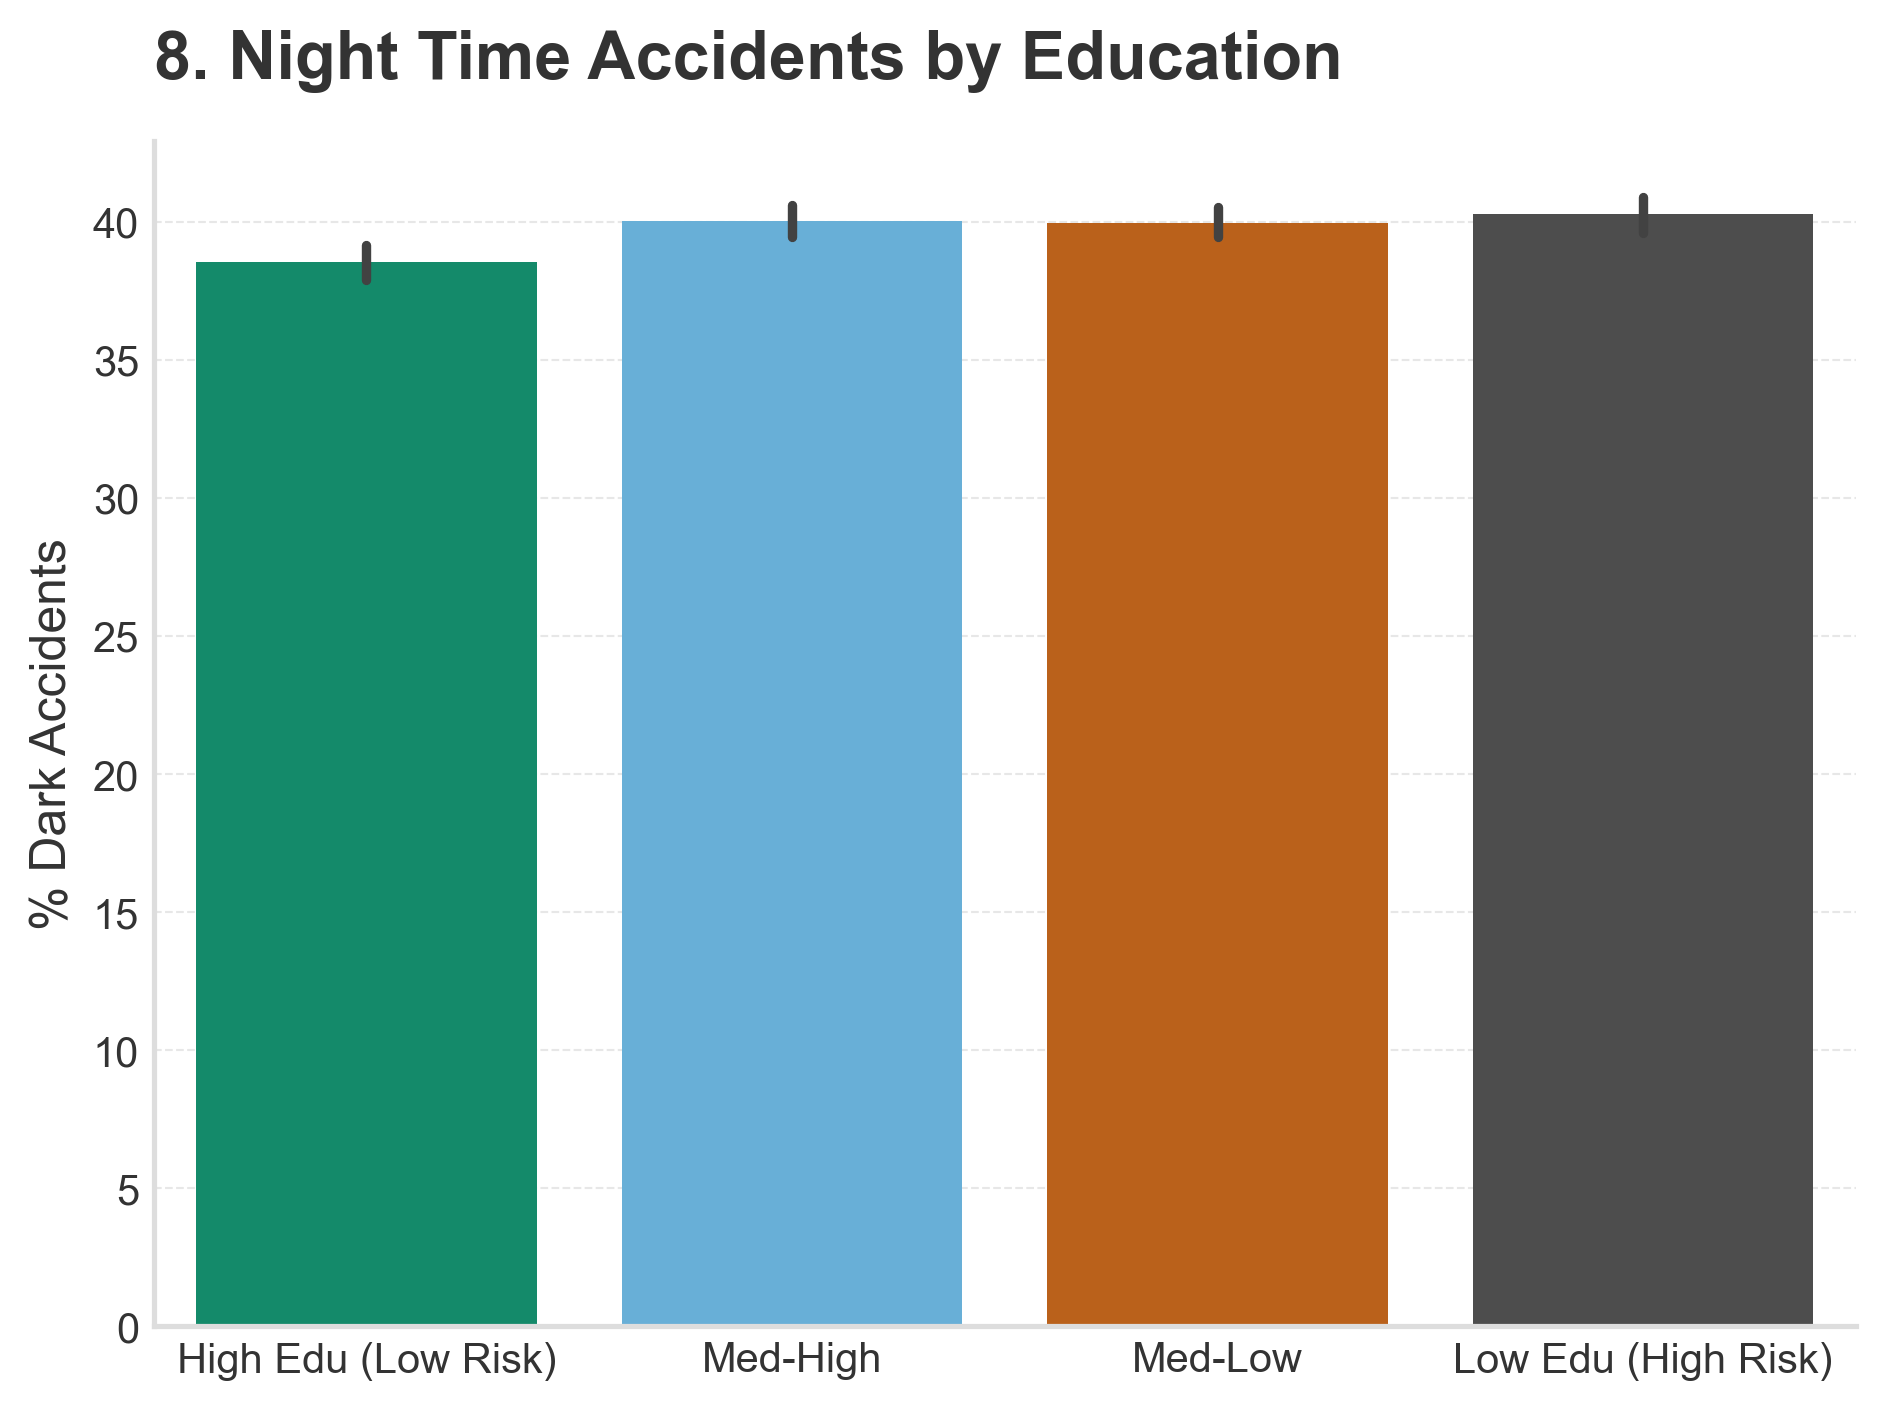 8. Night Time Accidents by Education
% Dark Accidents
40
35
30
25
20
15
10
5
0
High Edu (Low Risk)
Med-High
Med-Low
Low Edu (High Risk)